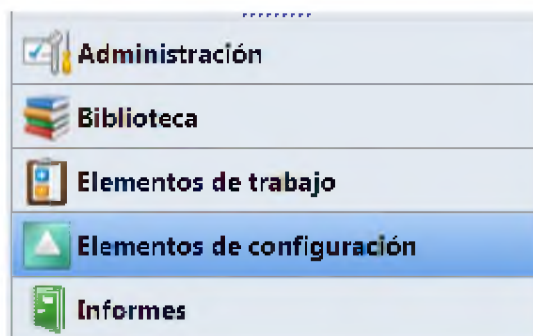 Administración
Biblioteca
Elementos de trabajo
Elementos de configuración
Informes